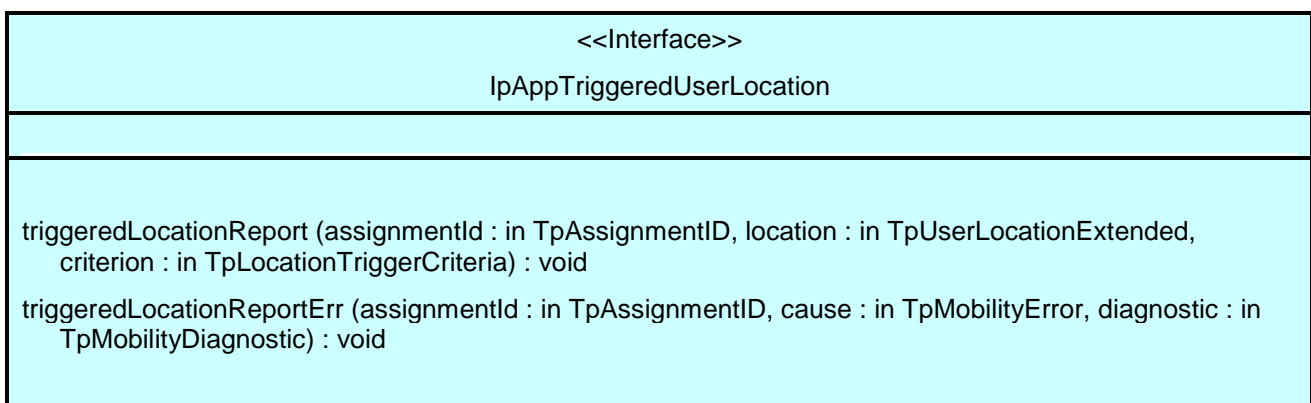 <<Interface>>
IpAppTriggeredUserLocation
triggeredLocationReport (assignmentId : in TpAssignmentID, location : in TpUserLocationExtended,
criterion : in TpLocationTriggerCriteria) : void
triggeredLocationReportErr (assignmentId : in TpAssignmentID, cause : in TpMobilityError, diagnostic : in
TpMobilityDiagnostic) : void